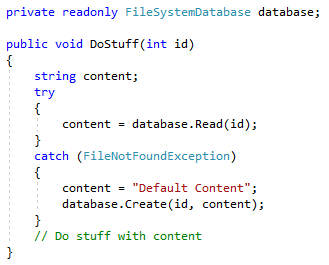 private readonly FileSystemDatabase database;

public void DoStuff(int id)
{
    string content;
    try
    {
        content = database.Read(id);
    }
    catch (FileNotFoundException)
    {
        content = "Default Content";
        database.Create(id, content);
    }
    // Do stuff with content
}